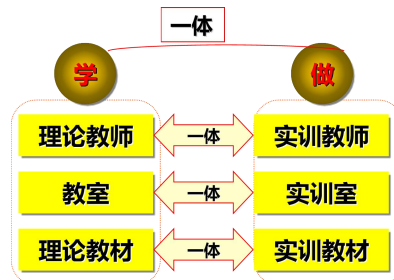 一体
学 做
理论教师 一体 实训教师
教室 一体 实训室
理论教材 一体 实训教材